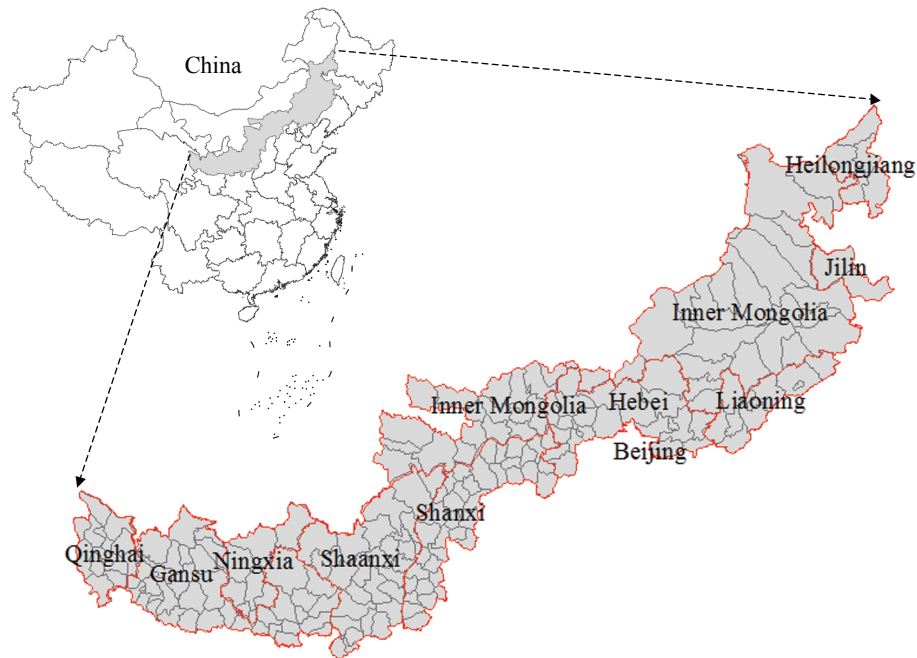 China
Heilongjiang
Jilin
Inner Mongolia
Inner Mongolia
Hebei
Liaoning
Beijing
Shanxi
Qinghai
Gansu
Ningxia
Shaanxi